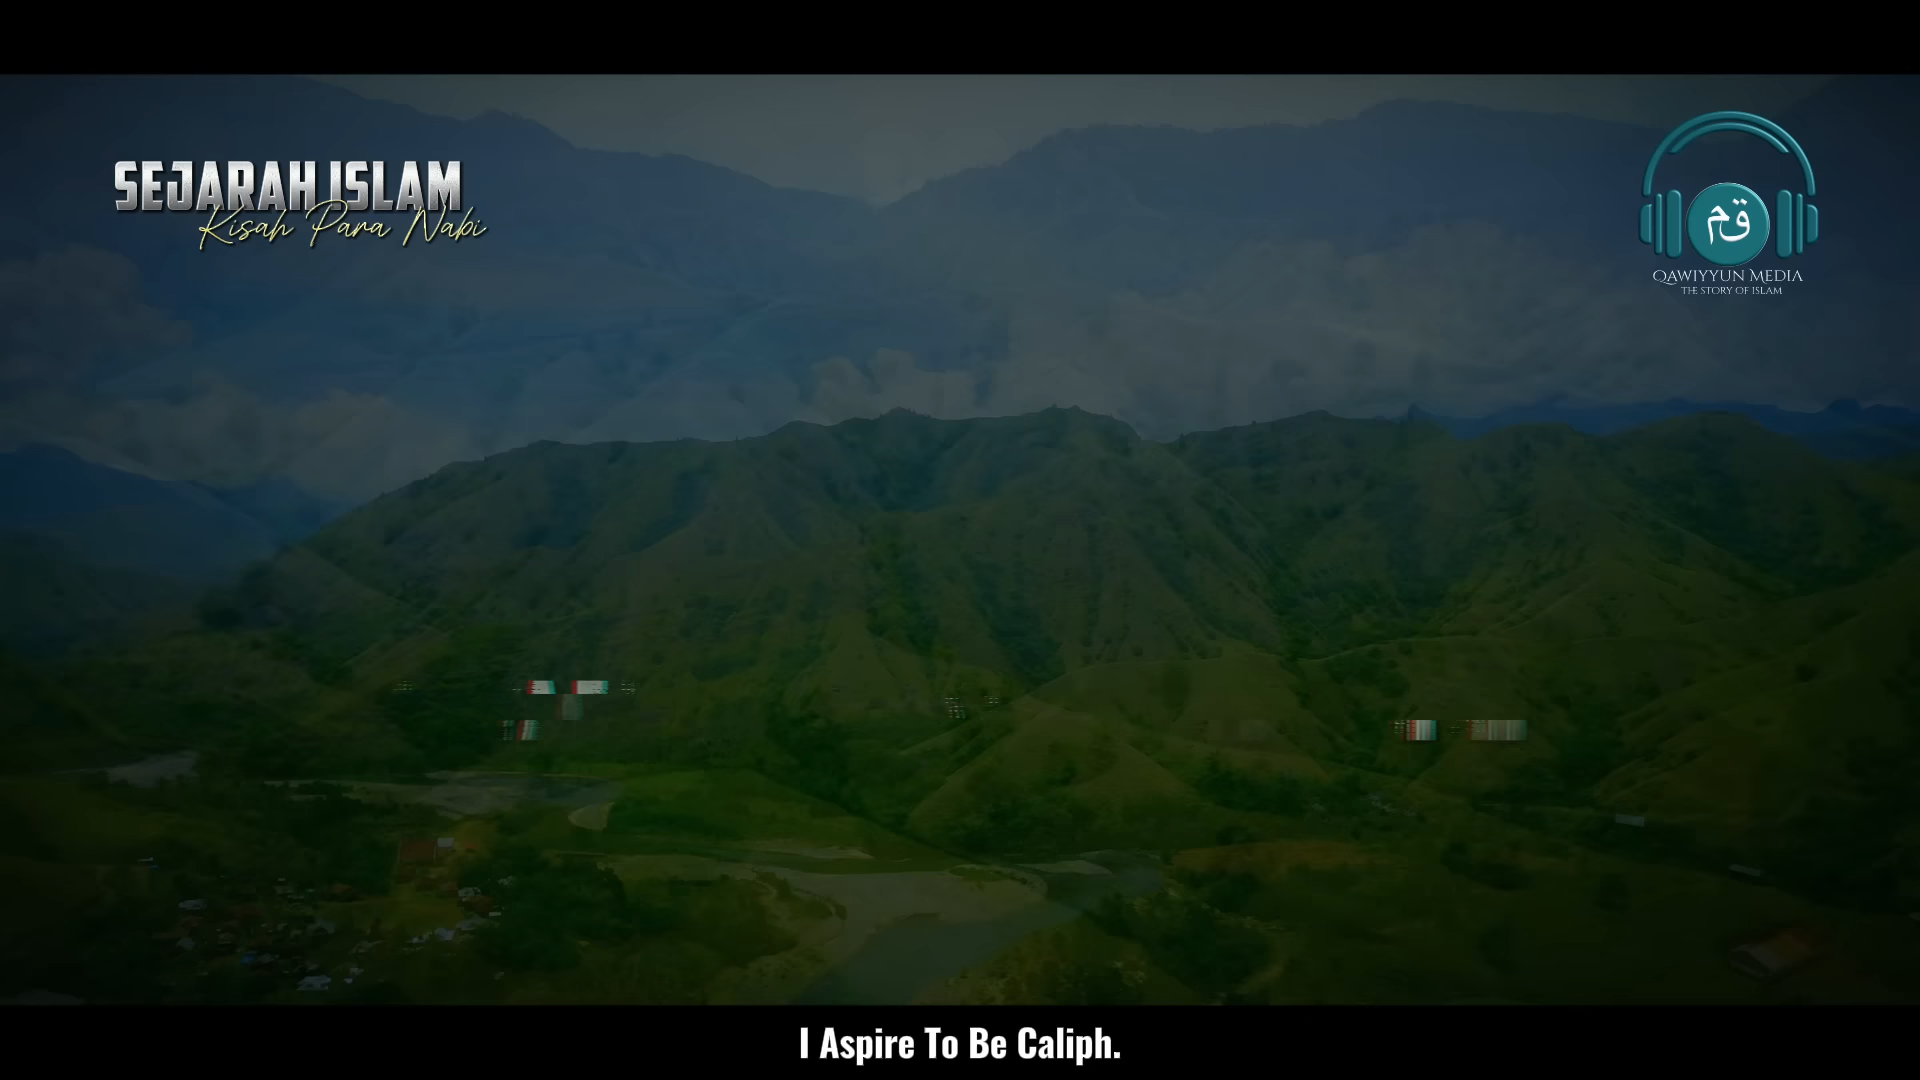 SEJARAH ISLAM
Kisah Para Nabi
قم
QAWIYYUN MEDIA
THE STORY OF ISLAM
I Aspire To Be Caliph.